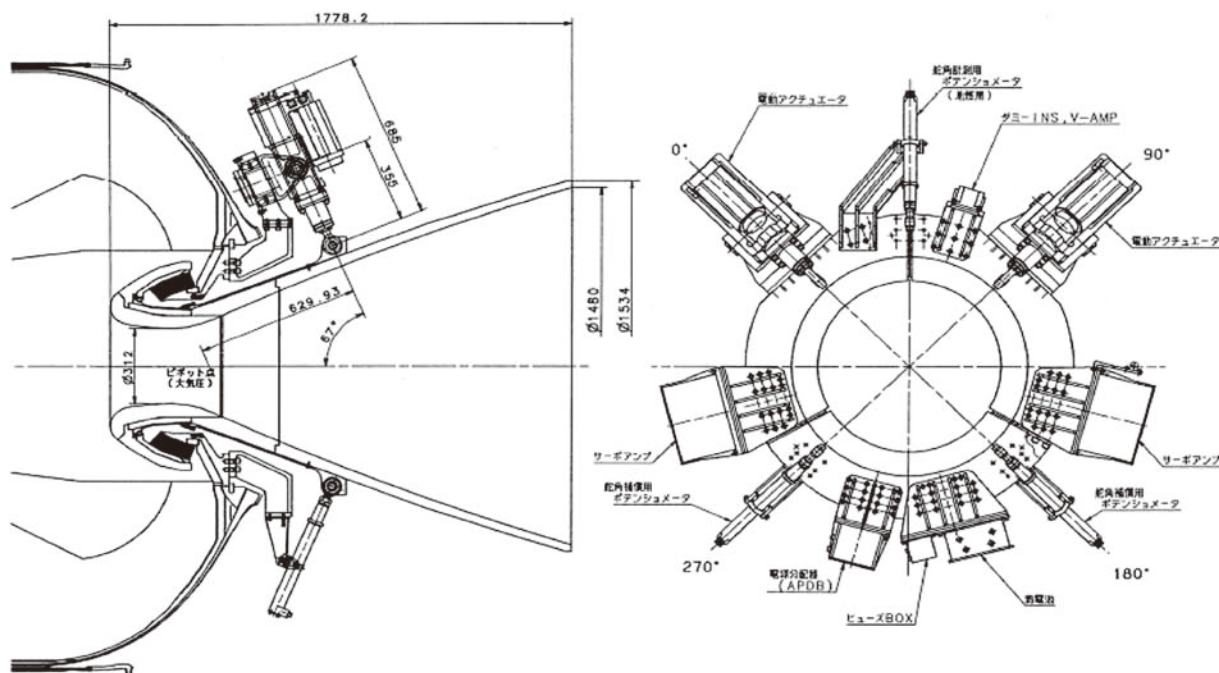 1778.2
685
355
629.93
67°
Ø312
Ø1480
Ø1534
ピボット点
(大気圧)
舵角計測用
ポテンショメータ
(地燃用)
電動アクチュエータ
ダミーINS,V-AMP
0°
90°
電動アクチュエータ
サーボアンプ
サーボアンプ
舵角補償用
ポテンショメータ
舵角補償用
ポテンショメータ
270°
180°
電源分配器
(APDB)
ヒューズBOX
蓄電池